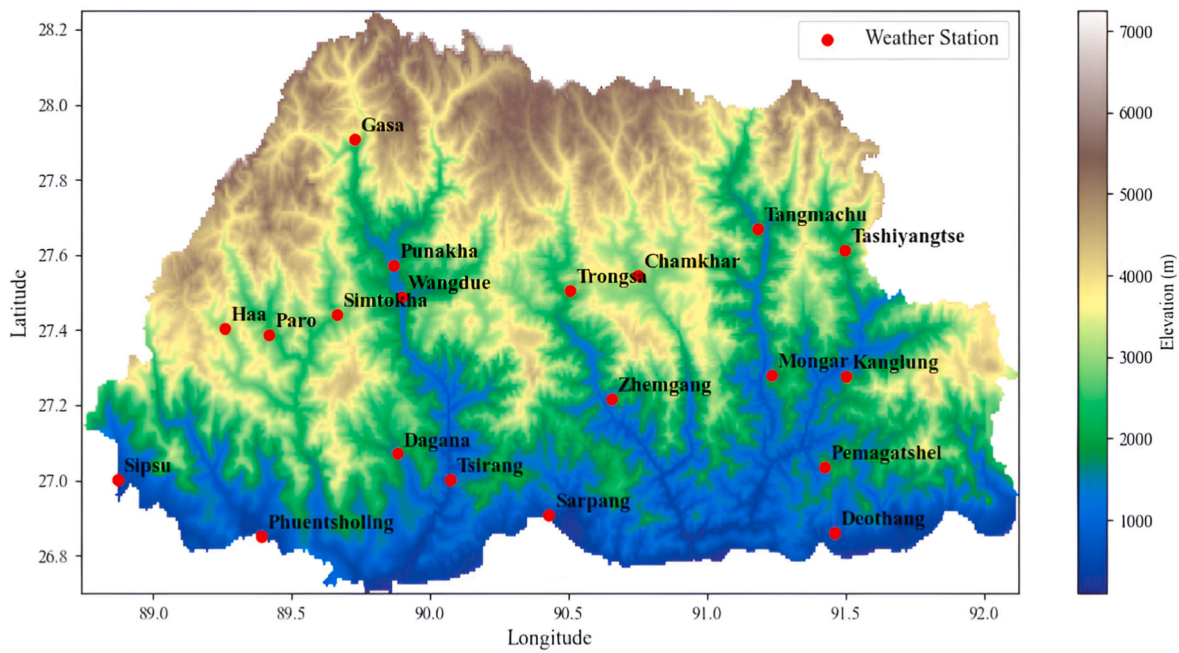 28.2
28.0
27.8
27.6
27.4
27.2
27.0
26.8
Latitude
Weather Station
Gasa
Tangmachu
Tashiyangtse
Punakha
Chamkhar
Trongsa
Wangdue
Simtokha
Haa
Paro
Mongar
Kanglung
Zhemgang
Dagana
Pemagatshel
Sipsu
Tsirang
Sarpang
Phuentsholing
Deothang
89.0 89.5 90.0 90.5 91.0 91.5 92.0
Longitude
7000
6000
5000
4000
3000
2000
1000
Elevation (m)